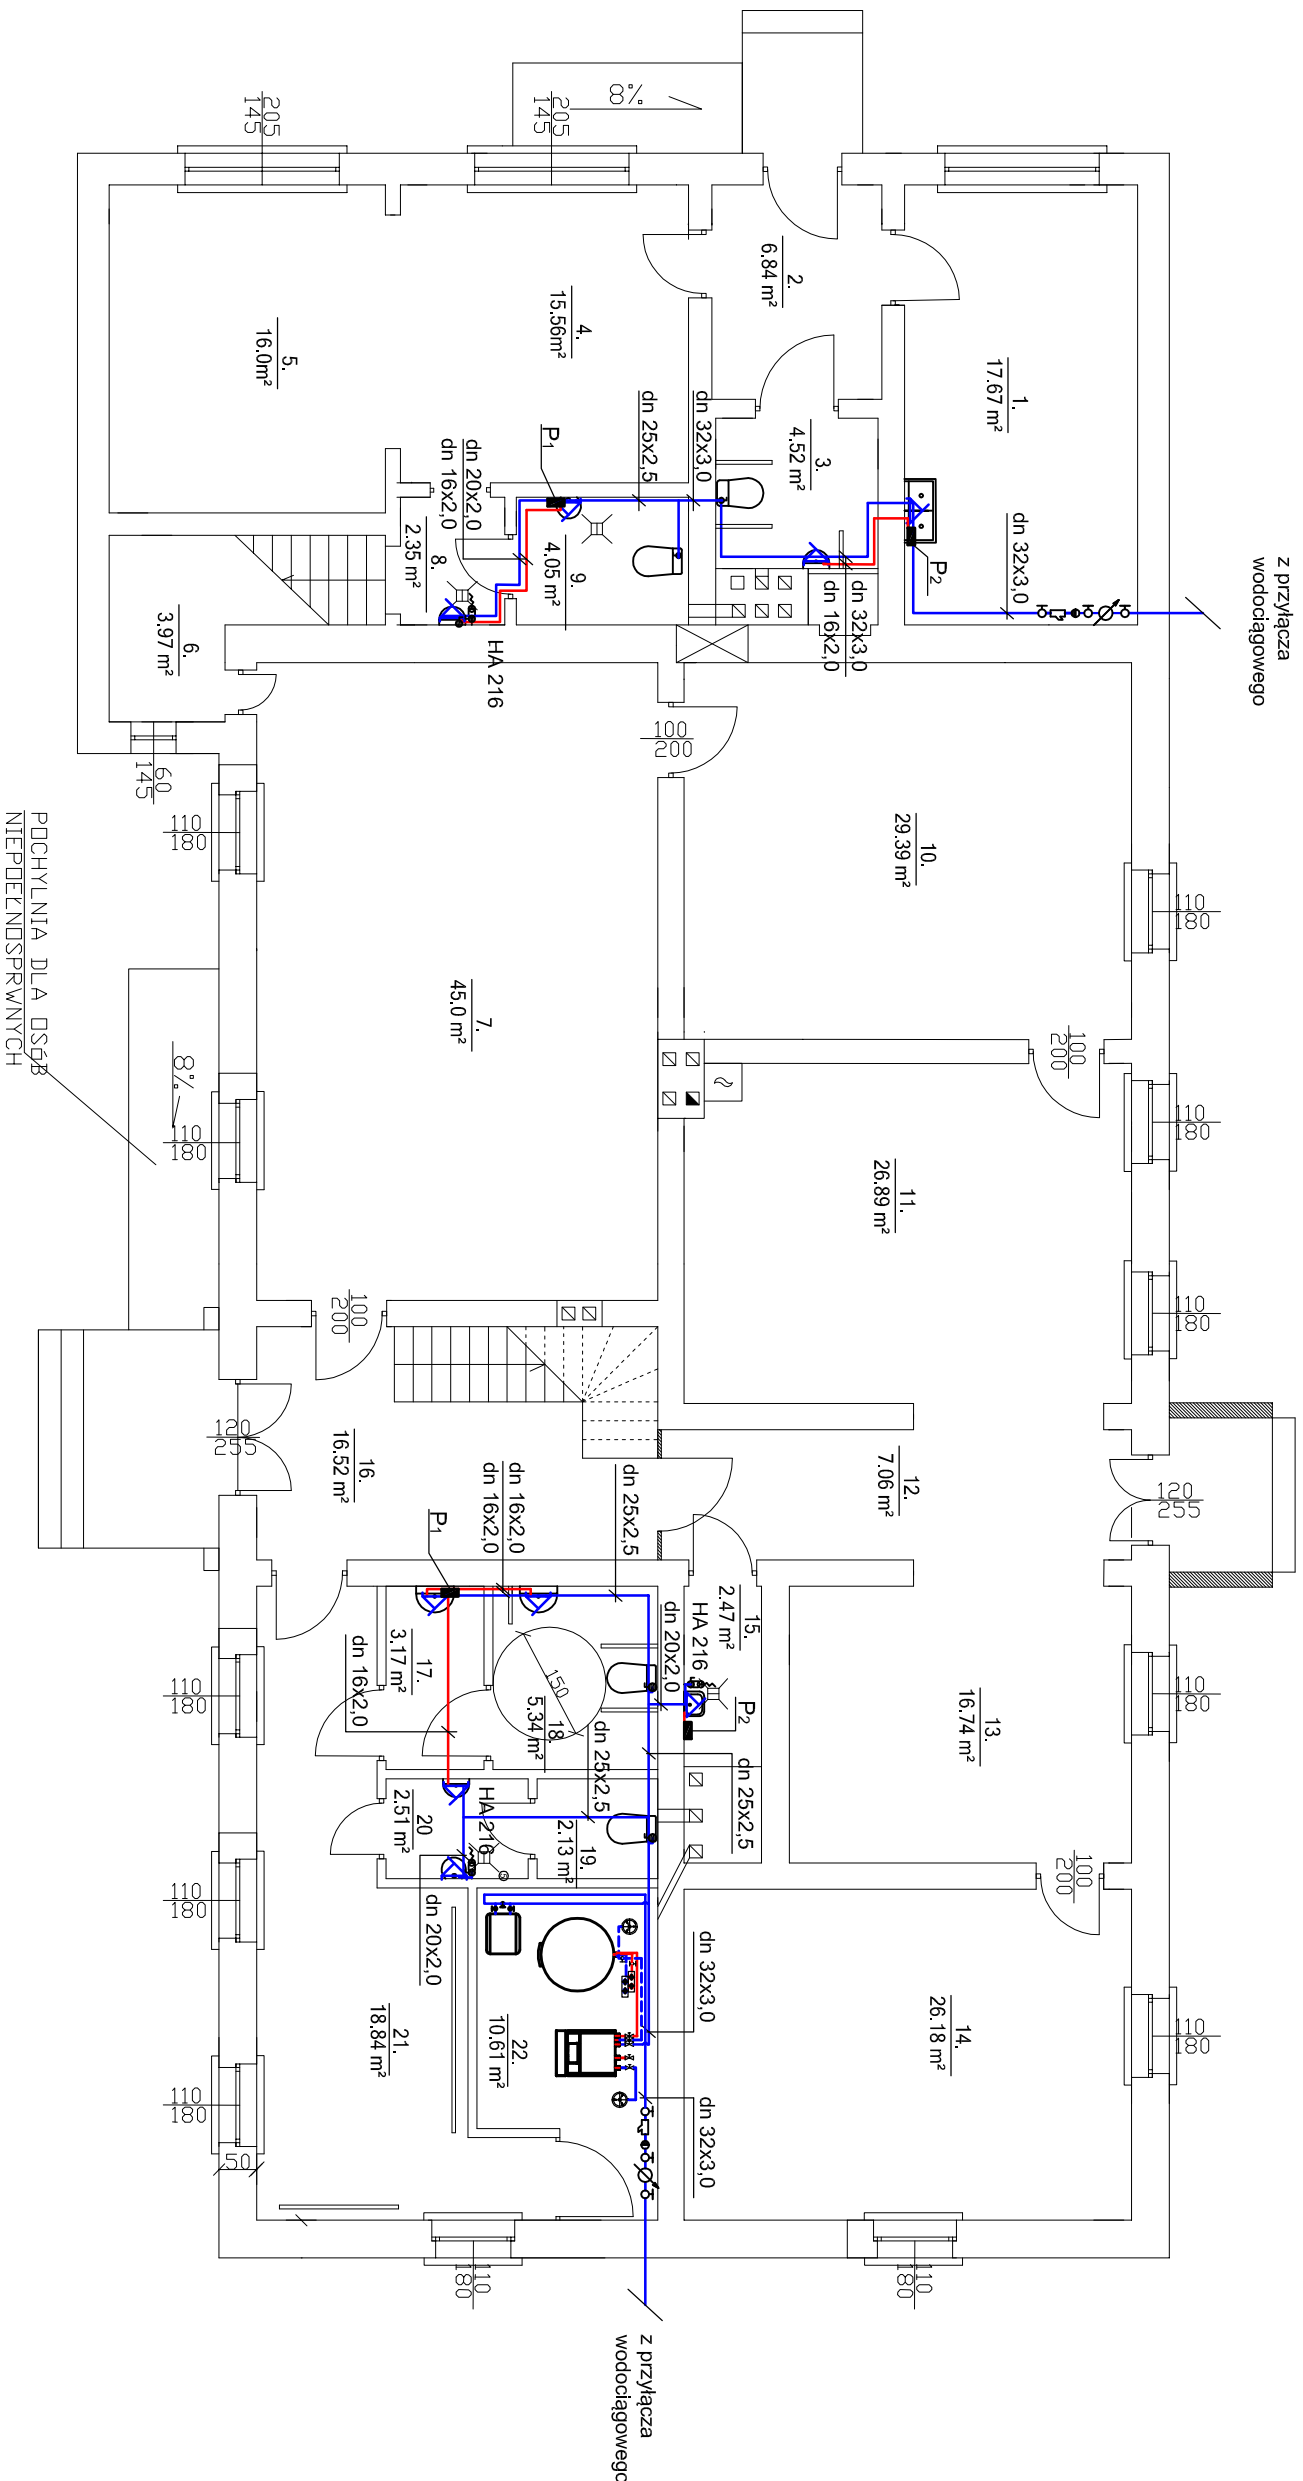 z przyłącza
wodociągowego
205
145
205
145
8%
1.
17.67 m²
2.
6.84 m²
3.
4.52 m²
4.
15.56m²
5.
16.0m²
6.
3.97 m²
7.
45.0 m²
8.
2.35 m²
9.
4.05 m²
dn 32x3,0
P2
dn 32x3,0
dn 16x2,0
dn 32x3,0
dn 25x2,5
P1
dn 20x2,0
dn 16x2,0
HA 216
60
145
110
180
110
180
8%
POCHYLNIA DLA OSÓB
NIEPOEŁNOSPRWNYCH
100
200
10.
29.39 m²
110
180
100
200
110
180
11.
26.89 m²
110
180
100
200
120
255
120
255
12.
7.06 m²
16.
16.52 m²
dn 25x2,5
dn 16x2,0
dn 16x2,0
P1
15.
2.47 m²
HA 216
P2
dn 20x2,0
13.
16.74 m²
110
180
17.
3.17 m²
dn 16x2,0
150
18.
5.34 m²
dn 25x2,5
dn 25x2,5
110
180
19.
2.13 m²
20
2.51 m²
HA 216
dn 20x2,0
100
200
110
180
14.
26.18 m²
110
180
dn 32x3,0
dn 32x3,0
21.
18.84 m²
22.
10.61 m²
110
180
50
110
180
110
180
z przyłącza
wodociągowego